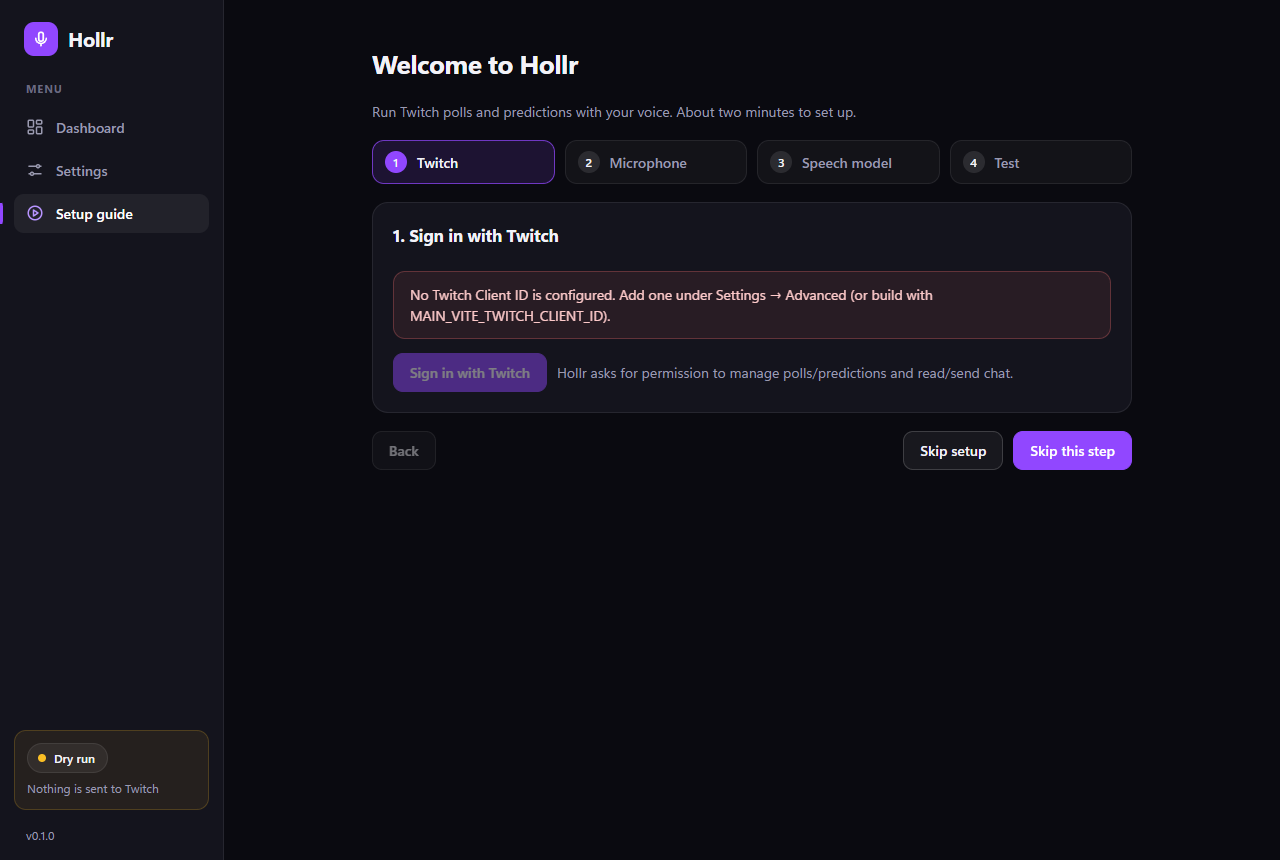 Hollr
MENU
Dashboard
Settings
Setup guide
Dry run
Nothing is sent to Twitch
v0.1.0
Welcome to Hollr
Run Twitch polls and predictions with your voice. About two minutes to set up.
1 Twitch
2 Microphone
3 Speech model
4 Test
1. Sign in with Twitch
No Twitch Client ID is configured. Add one under Settings → Advanced (or build with
MAIN_VITE_TWITCH_CLIENT_ID).
Sign in with Twitch
Hollr asks for permission to manage polls/predictions and read/send chat.
Back
Skip setup
Skip this step